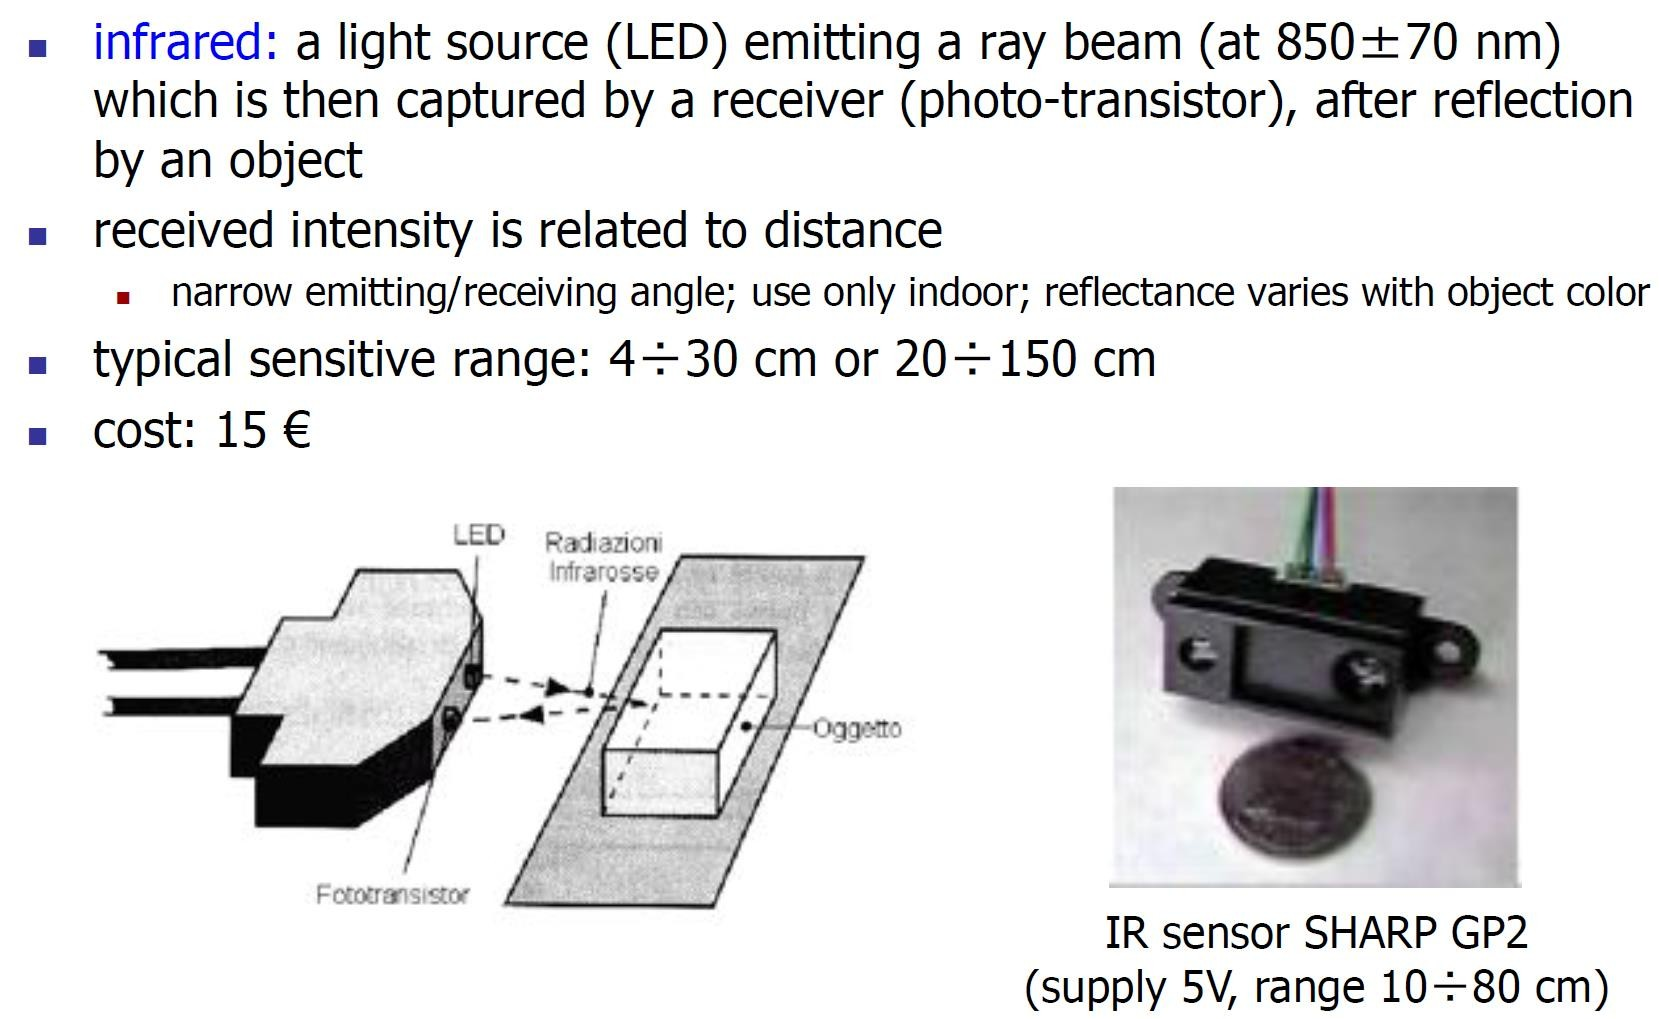 infrared: a light source (LED) emitting a ray beam (at 850±70 nm)
which is then captured by a receiver (photo-transistor), after reflection
by an object
received intensity is related to distance
narrow emitting/receiving angle; use only indoor; reflectance varies with object color
typical sensitive range: 4÷30 cm or 20÷150 cm
cost: 15 €
LED
Radiazioni
Infrarosse
Oggetto
Fototransistor
IR sensor SHARP GP2
(supply 5V, range 10÷80 cm)